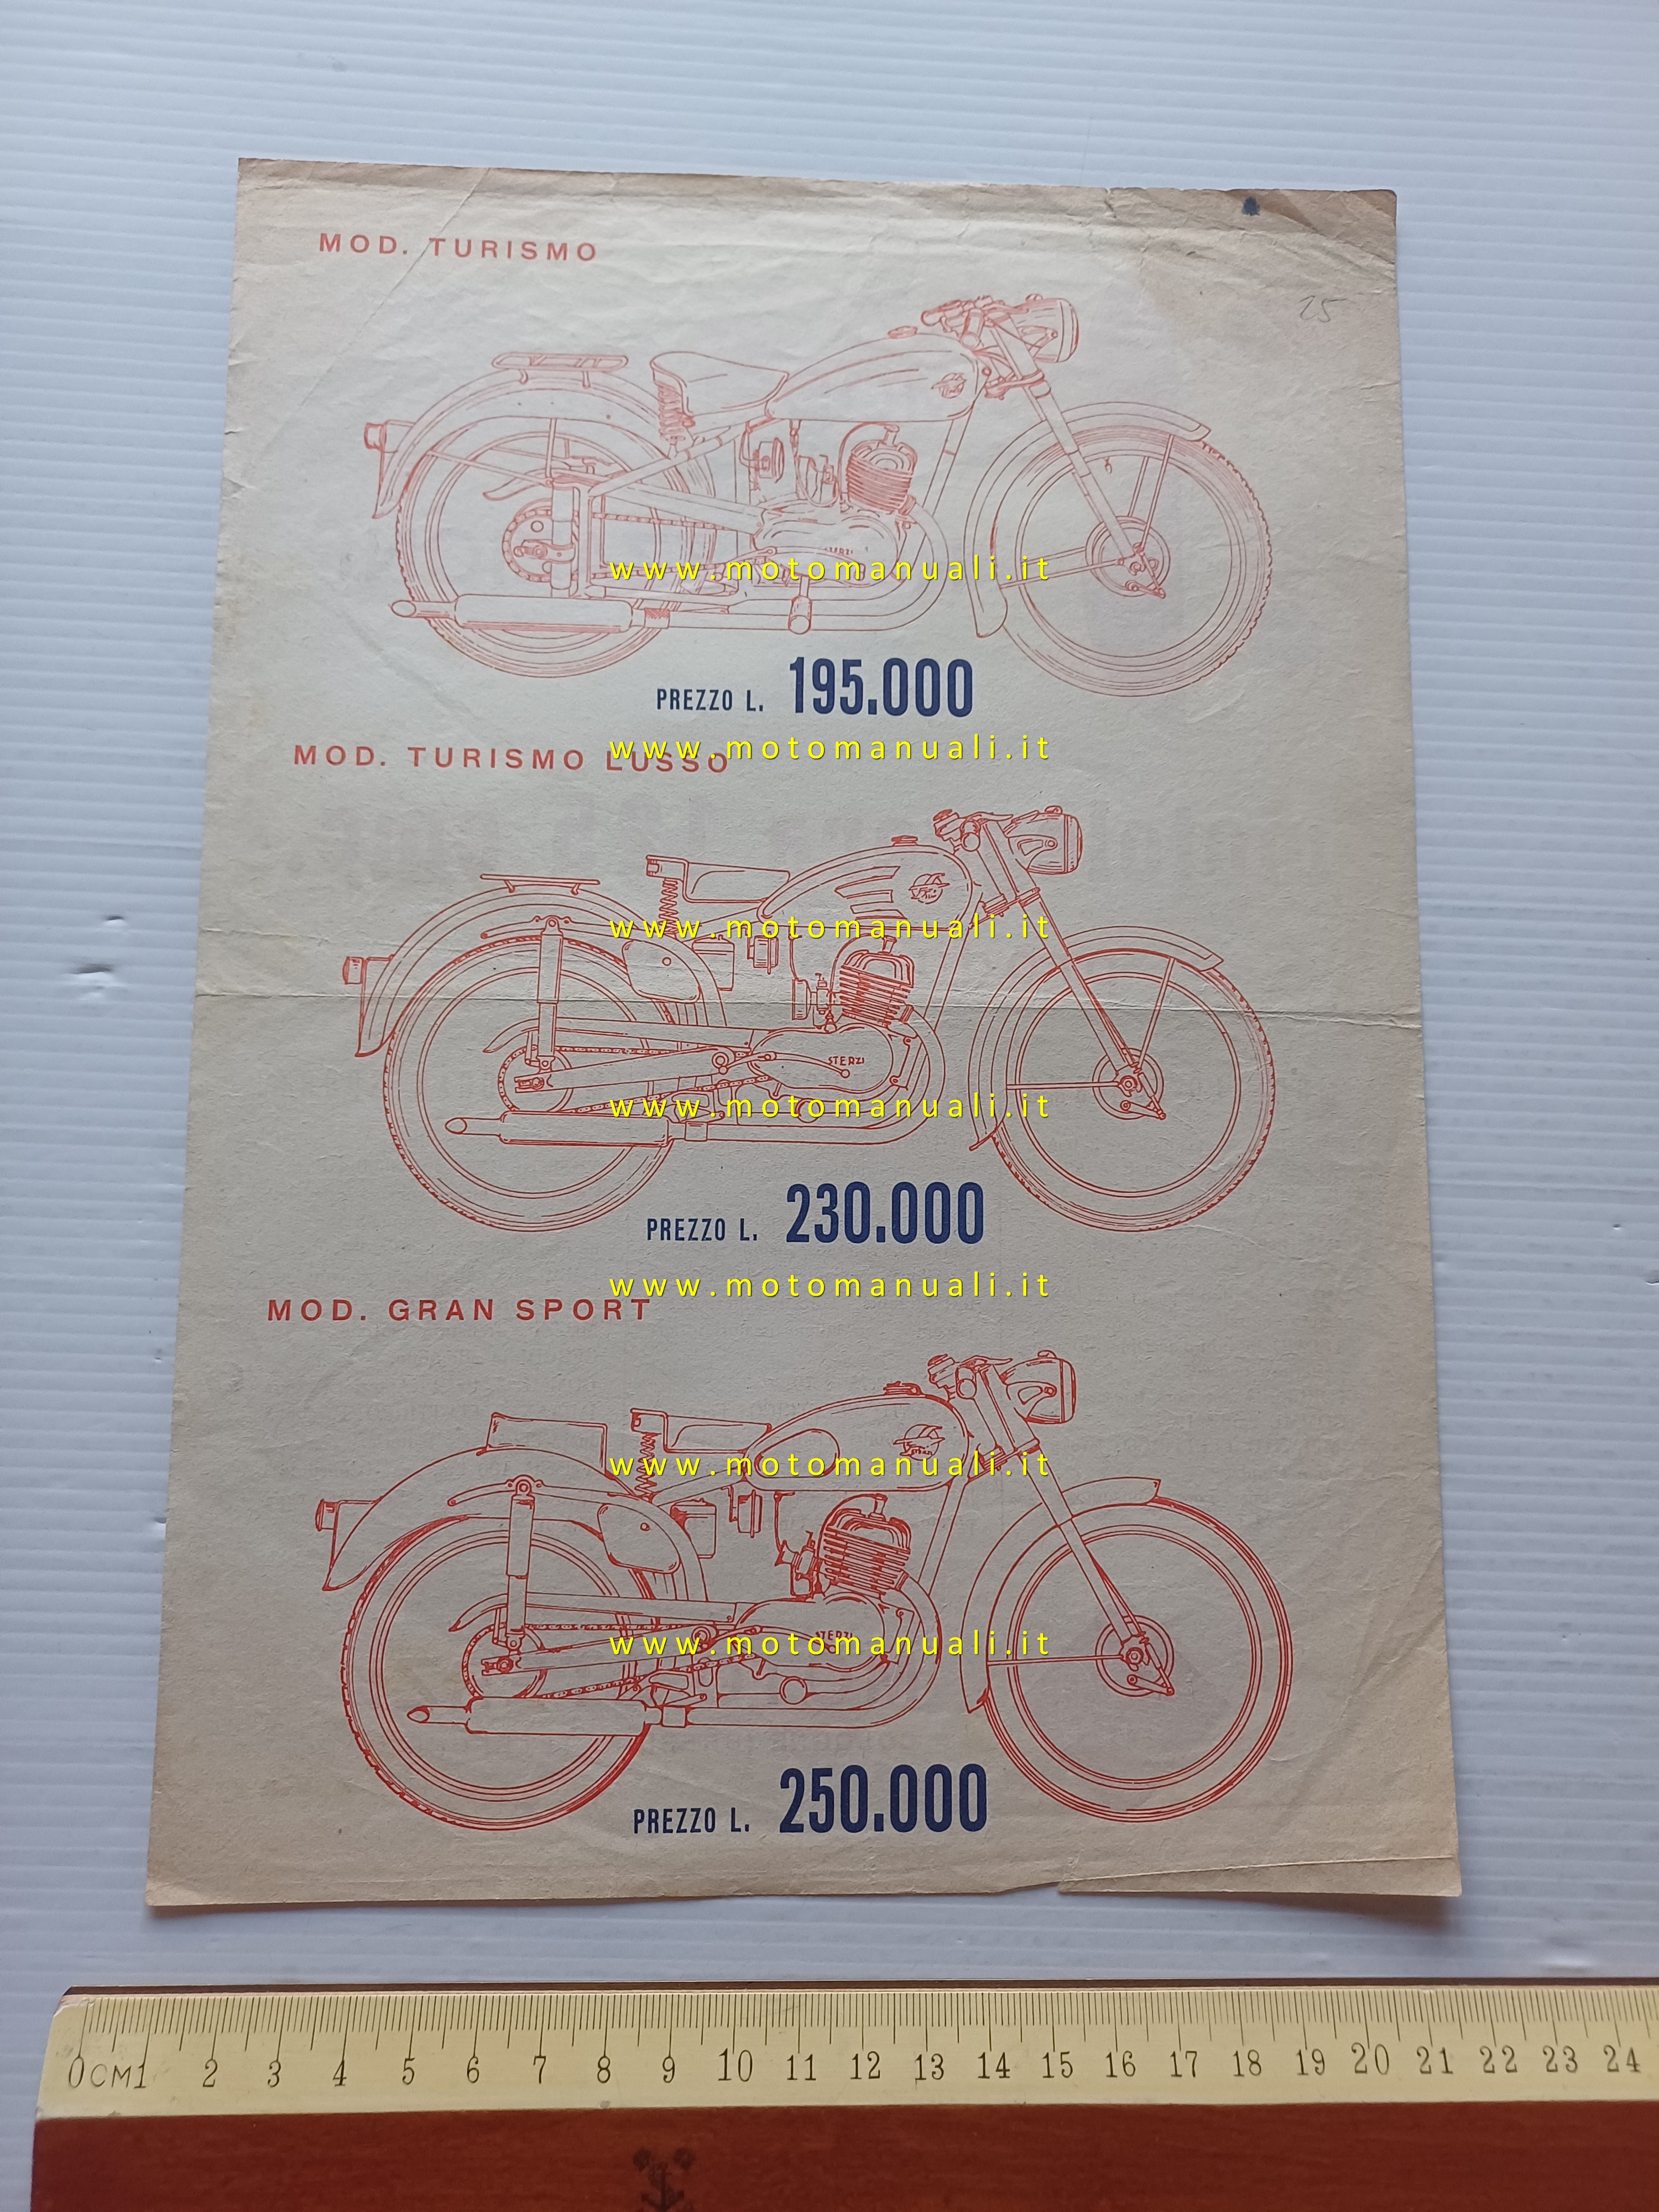 MOD. TURISMO
25
STERZI
www.motomanuali.it
PREZZO L. 195.000
www.motomanuali.it
MOD. TURISMO LUSSO
www.motomanuali.it
STERZI
www.motomanuali.it
PREZZO L. 230.000
www.motomanuali.it
MOD. GRAN SPORT
www.motomanuali.it
STERZI
www.motomanuali.it
PREZZO L. 250.000
0CM1 2 3 4 5 6 7 8 9 10 11 12 13 14 15 16 17 18 19 20 21 22 23 24